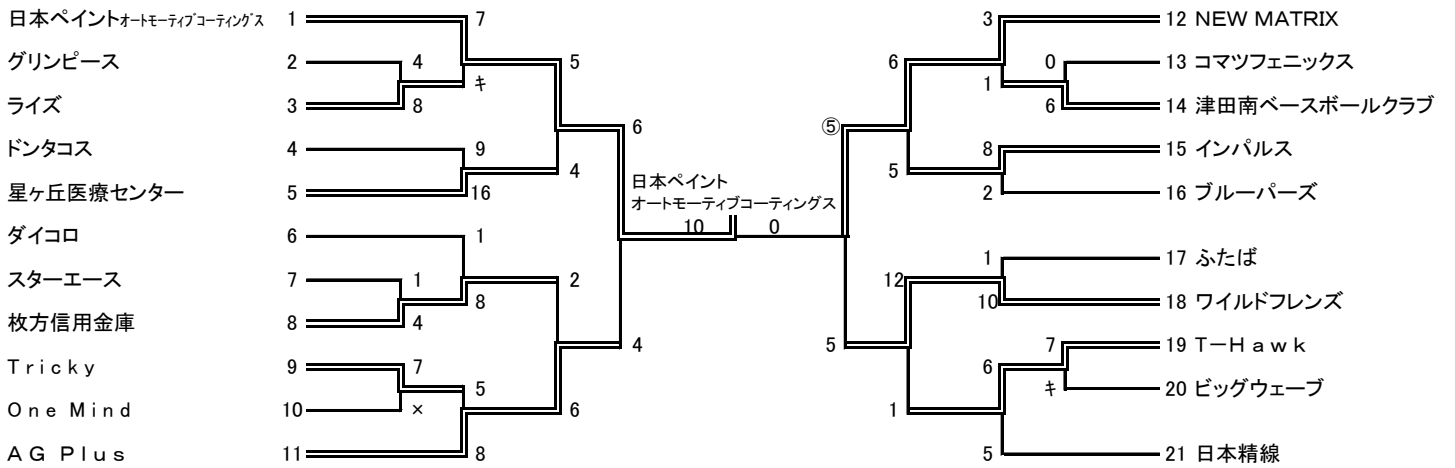 日本ペイントオートモーティブコーティングス 1 7 3 12 NEW MATRIX
グリンピース 2 4 5 6 0 13 コマツフェニックス
ライズ 3 8 キ 1 6 14 津田南ベースボールクラブ
ドンタコス 4 9 6 ⑤ 8 15 インパルス
星ヶ丘医療センター 5 16 4 5 2 16 ブルーパーズ
日本ペイント
オートモーティブコーティングス
10 0
ダイコロ 6 1
スターエース 7 1 8 2 12 1 17 ふたば
枚方信用金庫 8 4 10 18 ワイルドフレンズ
Tricky 9 7 5 4 5 6 7 19 T－Hawk
One Mind 10 × 6 1 キ 20 ビッグウェーブ
AG Plus 11 8 5 21 日本精線